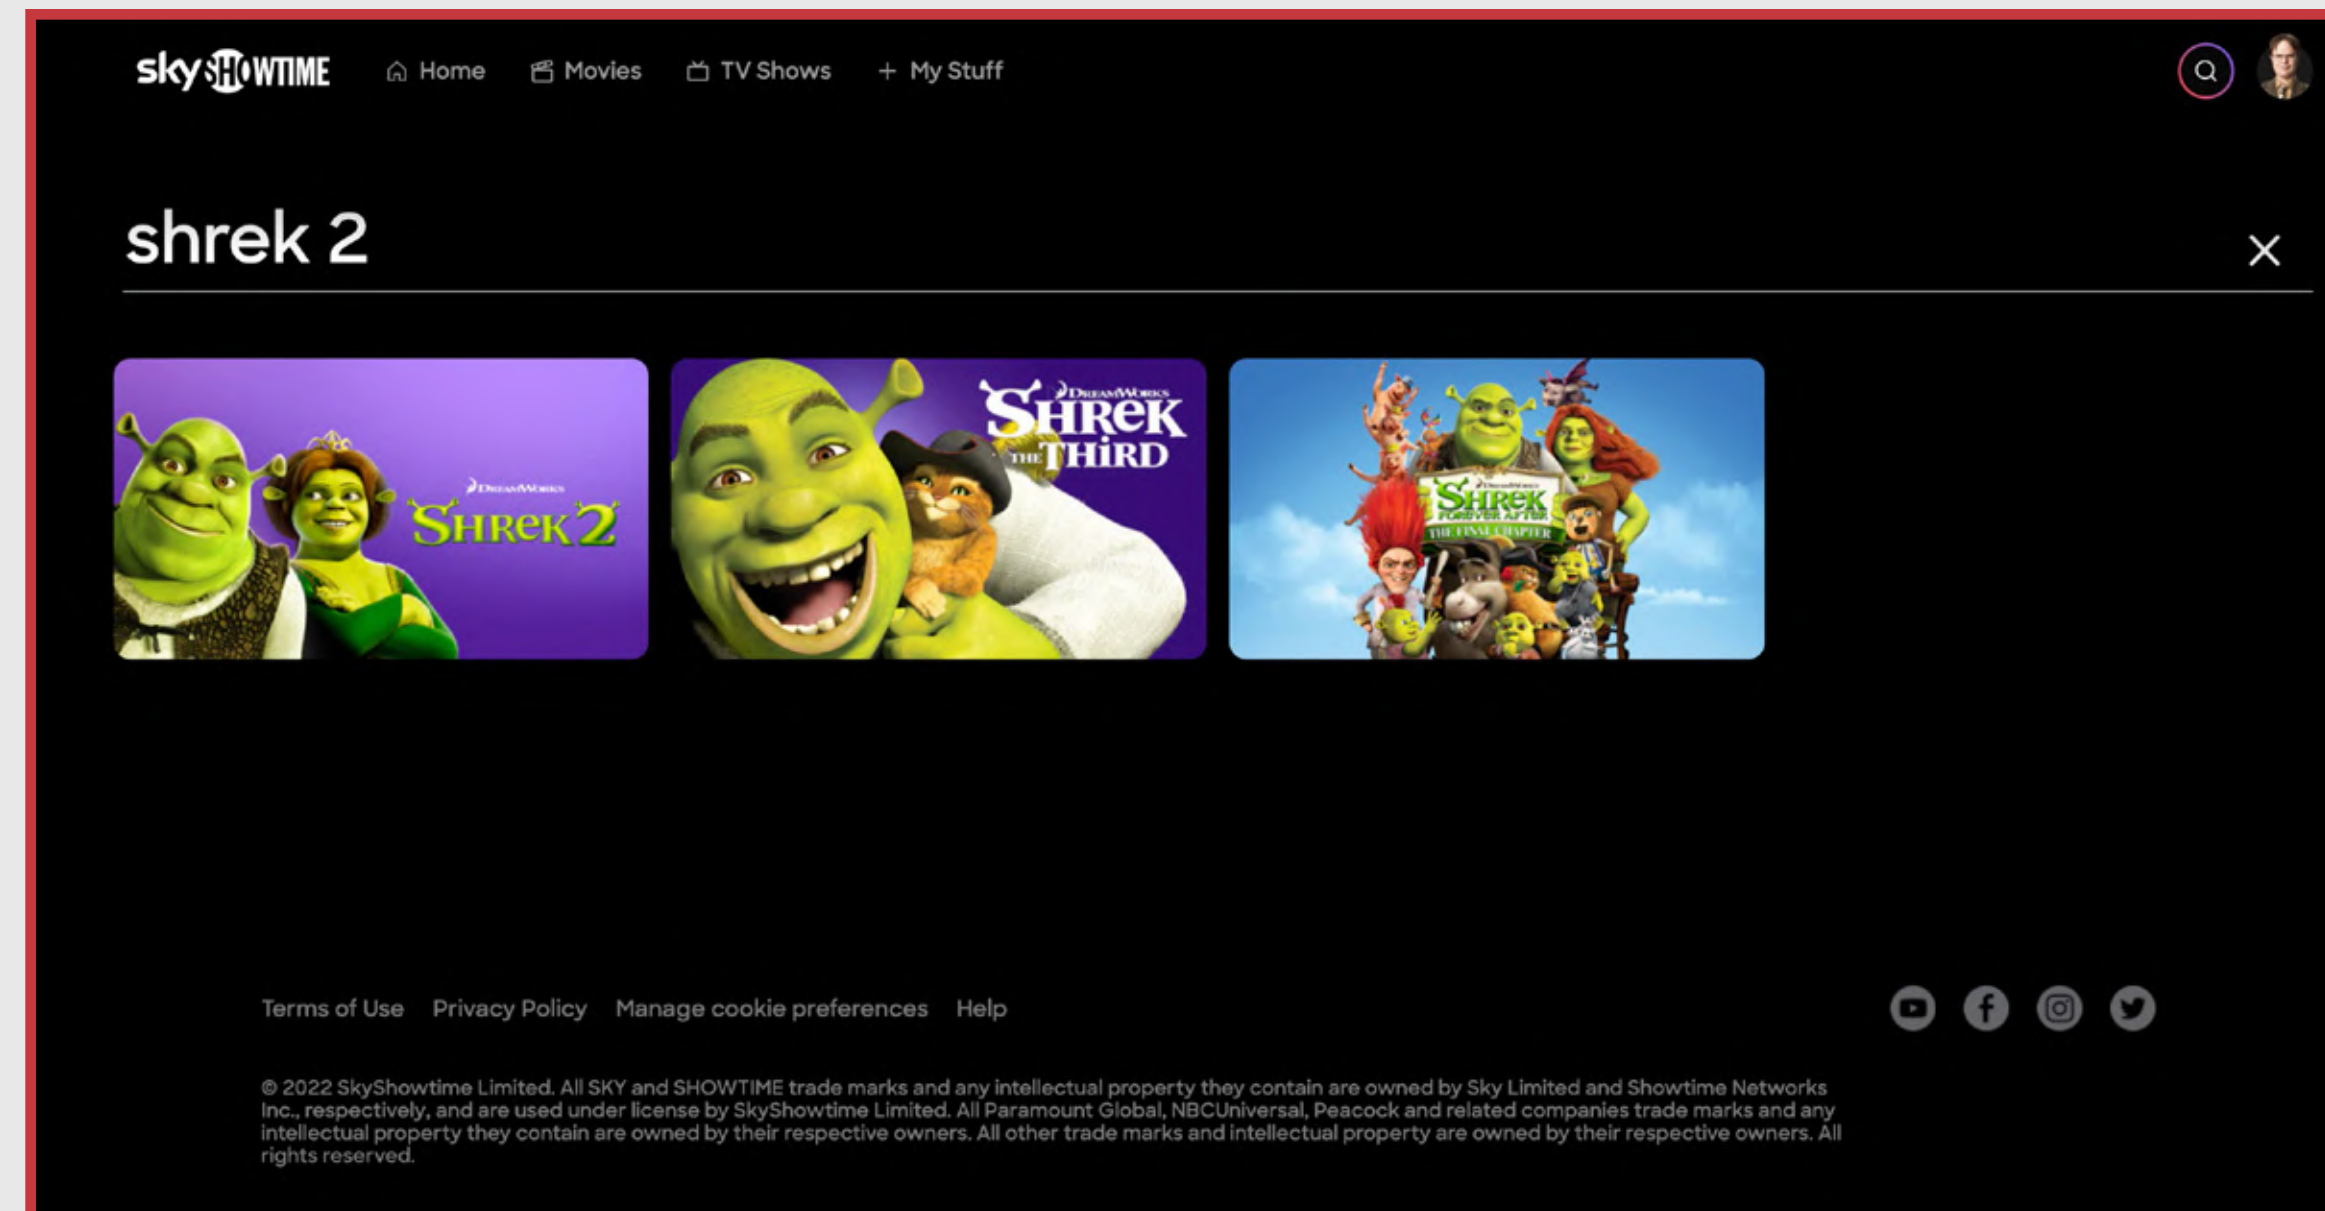 sky SHOWTIME
Home
Movies
TV Shows
My Stuff
shrek 2
DREAMWORKS
SHREK 2
DREAMWORKS
SHREK
THE THIRD
DREAMWORKS
SHREK
FOREVER AFTER
THE FINAL CHAPTER
Terms of Use
Privacy Policy
Manage cookie preferences
Help
© 2022 SkyShowtime Limited. All SKY and SHOWTIME trade marks and any intellectual property they contain are owned by Sky Limited and Showtime Networks
Inc., respectively, and are used under license by SkyShowtime Limited. All Paramount Global, NBCUniversal, Peacock and related companies trade marks and any
intellectual property they contain are owned by their respective owners. All other trade marks and intellectual property are owned by their respective owners. All
rights reserved.